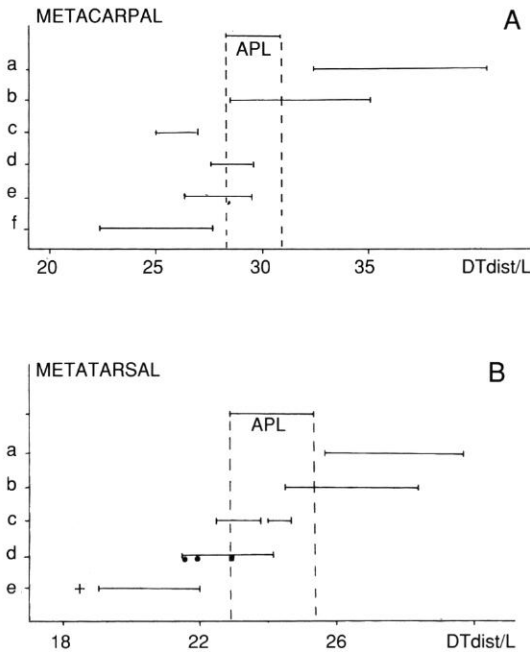 METACARPAL
A
APL
a
b
c
d
e
f
20 25 30 35 DTdist/L
METATARSAL
B
APL
a
b
c
d
e
18 22 26 DTdist/L